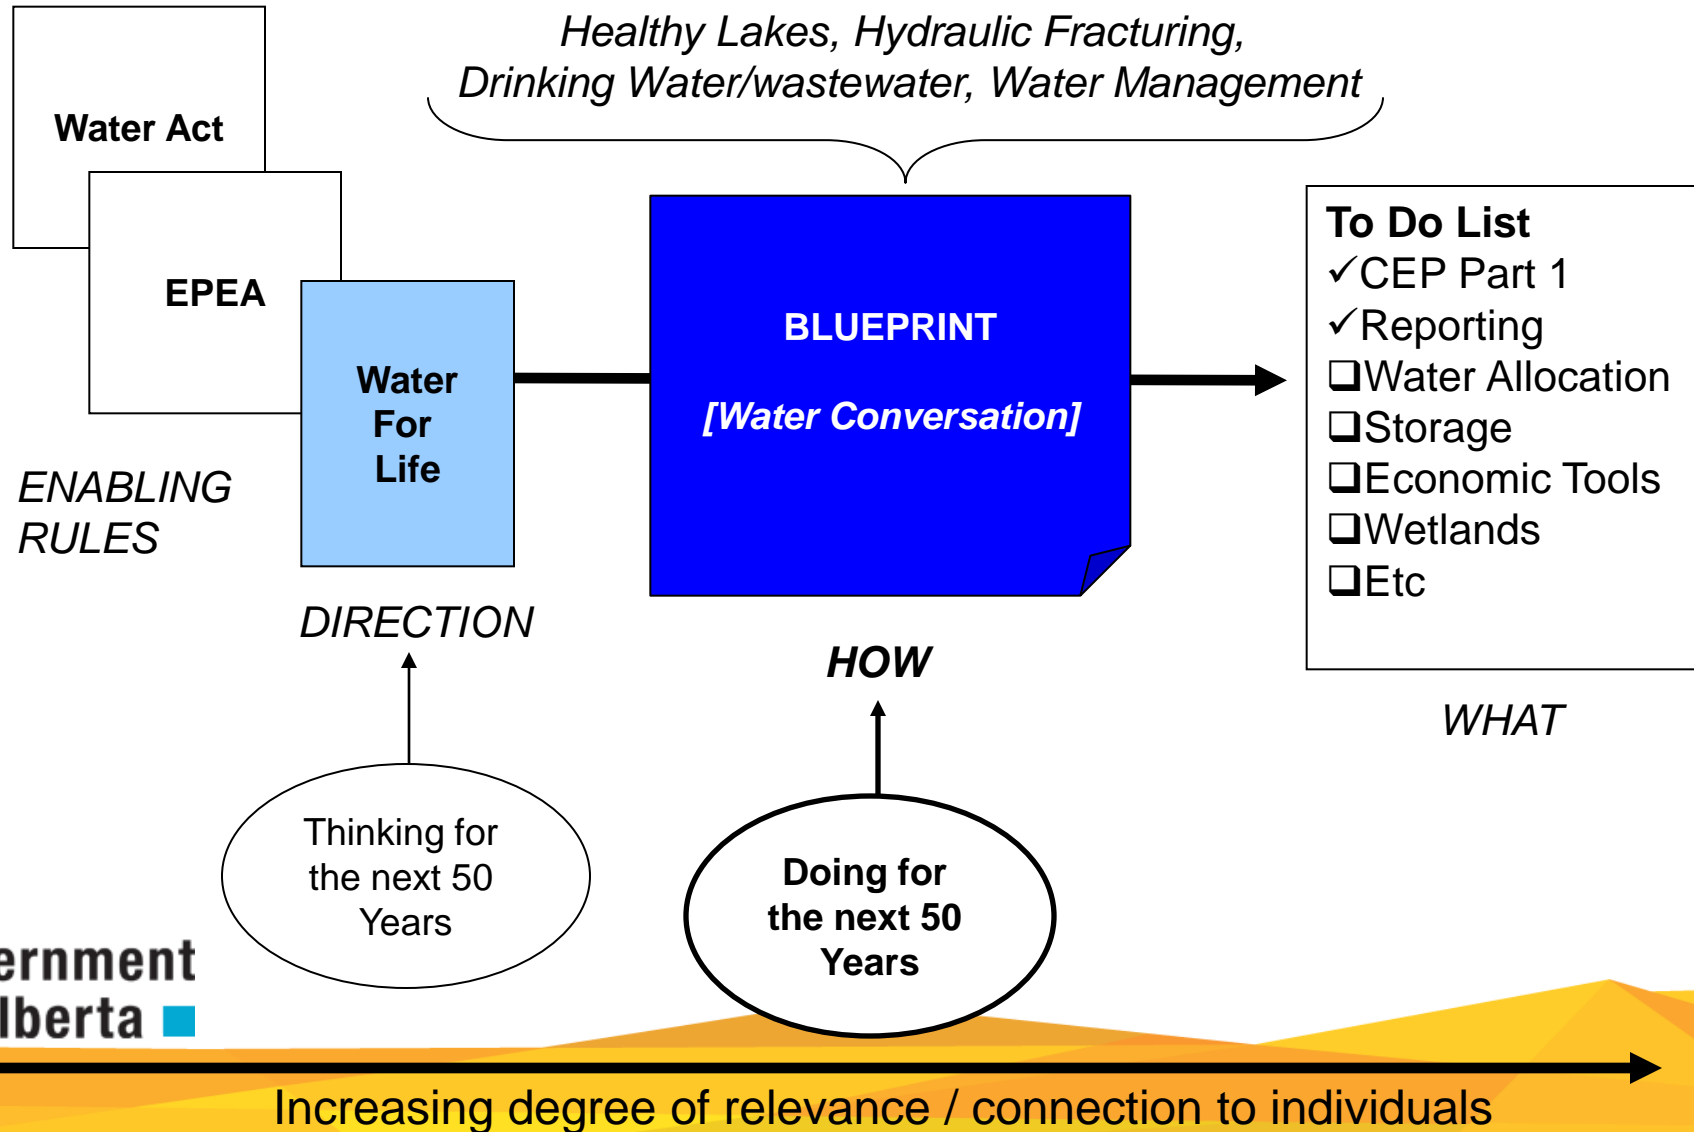 Healthy Lakes, Hydraulic Fracturing,
Drinking Water/wastewater, Water Management
Water Act
EPEA
Water
For
Life
ENABLING
RULES
DIRECTION
Thinking for
the next 50
Years
BLUEPRINT
[Water Conversation]
HOW
Doing for
the next 50
Years
To Do List
✓CEP Part 1
✓Reporting
❑Water Allocation
❑Storage
❑Economic Tools
❑Wetlands
❑Etc
WHAT
ernment
lberta
Increasing degree of relevance / connection to individuals